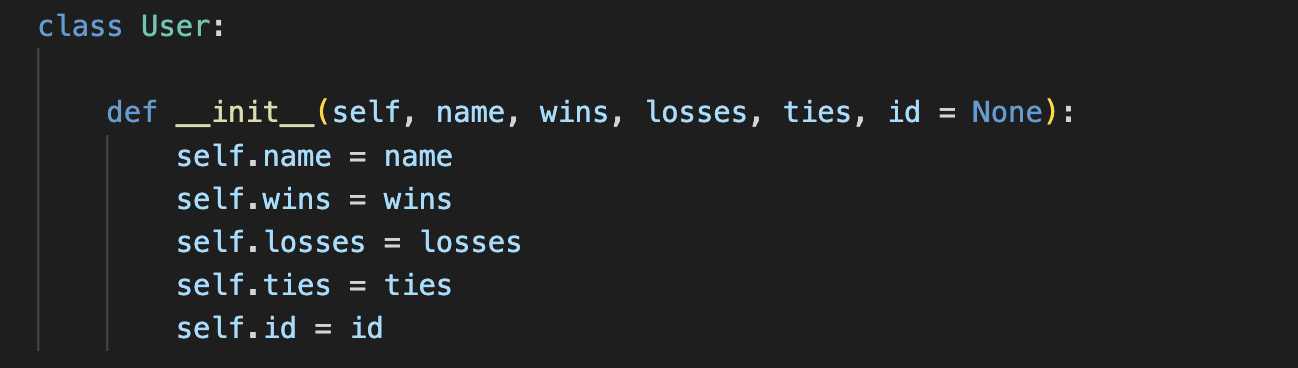 class User:
def __init__(self, name, wins, losses, ties, id = None):
self.name = name
self.wins = wins
self.losses = losses
self.ties = ties
self.id = id